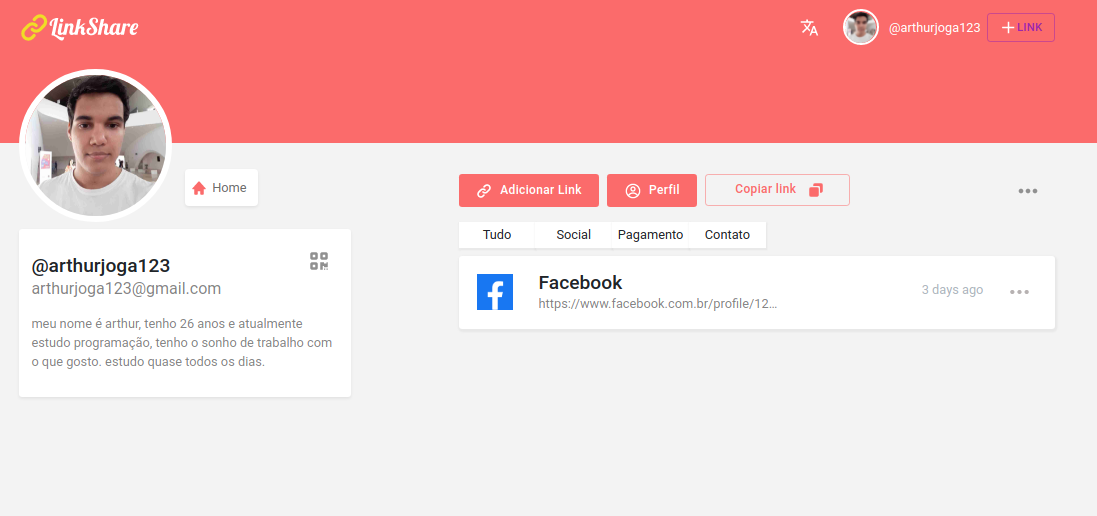 LinkShare
@arthurjoga123
LINK
Home
Adicionar Link
Perfil
Copiar link
Tudo
Social
Pagamento
Contato
@arthurjoga123
arthurjoga123@gmail.com
meu nome é arthur, tenho 26 anos e atualmente
estudo programação, tenho o sonho de trabalho com
o que gosto. estudo quase todos os dias.
Facebook
https://www.facebook.com.br/profile/12...
3 days ago